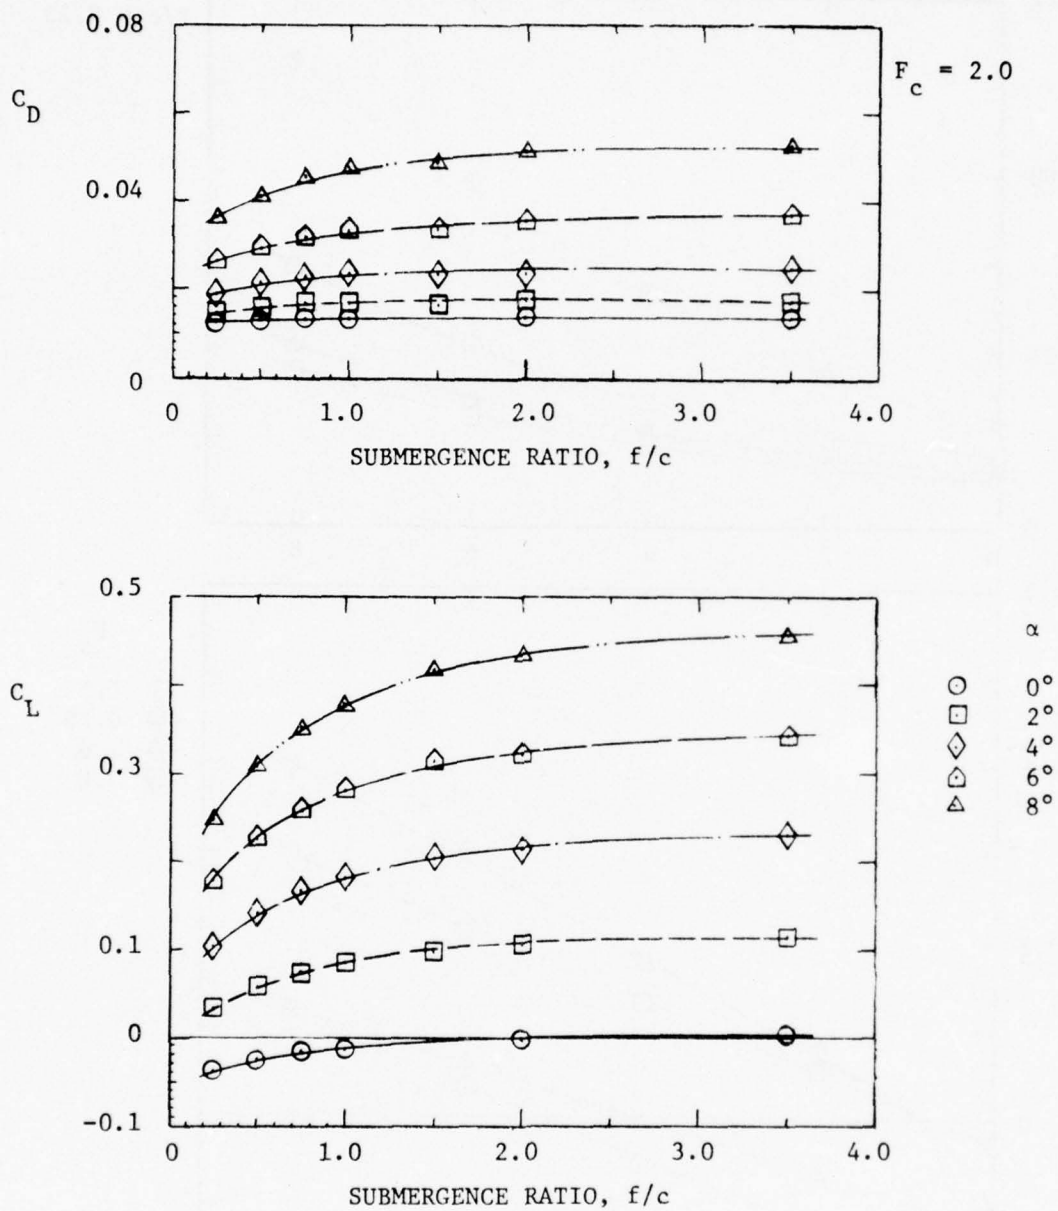 0.08
F_c = 2.0
C_D
0.04
0
0 1.0 2.0 3.0 4.0
SUBMERGENCE RATIO, f/c
0.5
α
C_L
0°
2°
4°
6°
8°
0.3
0.1
0
-0.1
0 1.0 2.0 3.0 4.0
SUBMERGENCE RATIO, f/c